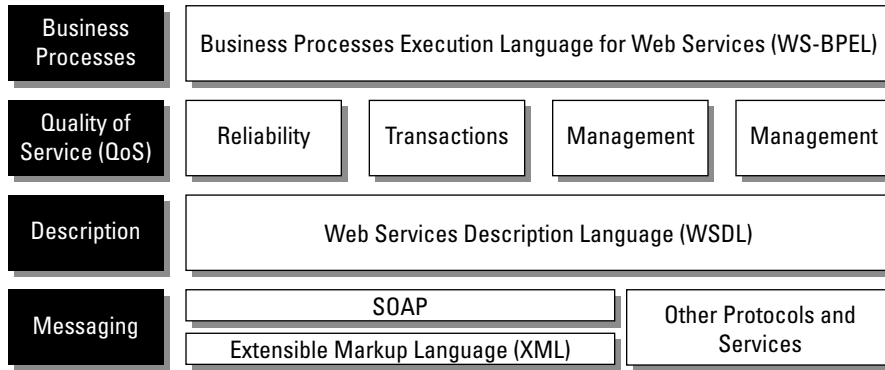 Business
Processes
Business Processes Execution Language for Web Services (WS-BPEL)
Quality of
Service (QoS)
Reliability
Transactions
Management
Management
Description
Web Services Description Language (WSDL)
Messaging
SOAP
Extensible Markup Language (XML)
Other Protocols and
Services